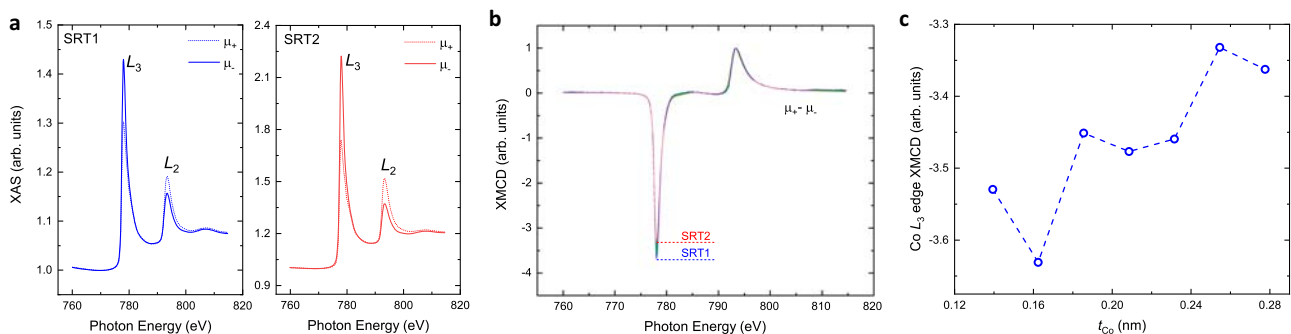 a
SRT1
μ+
μ-
L3
L2
1.5
1.4
1.3
1.2
1.1
1.0
XAS (arb. units)
760 780 800 820
Photon Energy (eV)
SRT2
μ+
μ-
L3
L2
2.4
2.1
1.8
1.5
1.2
0.9
760 780 800 820
Photon Energy (eV)
b
1
0
-1
-2
-3
-4
XMCD (arb. units)
μ+- μ-
SRT2
SRT1
760 770 780 790 800 810 820
Photon Energy (eV)
c
-3.3
-3.4
-3.5
-3.6
Co L3 edge XMCD (arb. units)
0.12 0.16 0.20 0.24 0.28
tCo (nm)